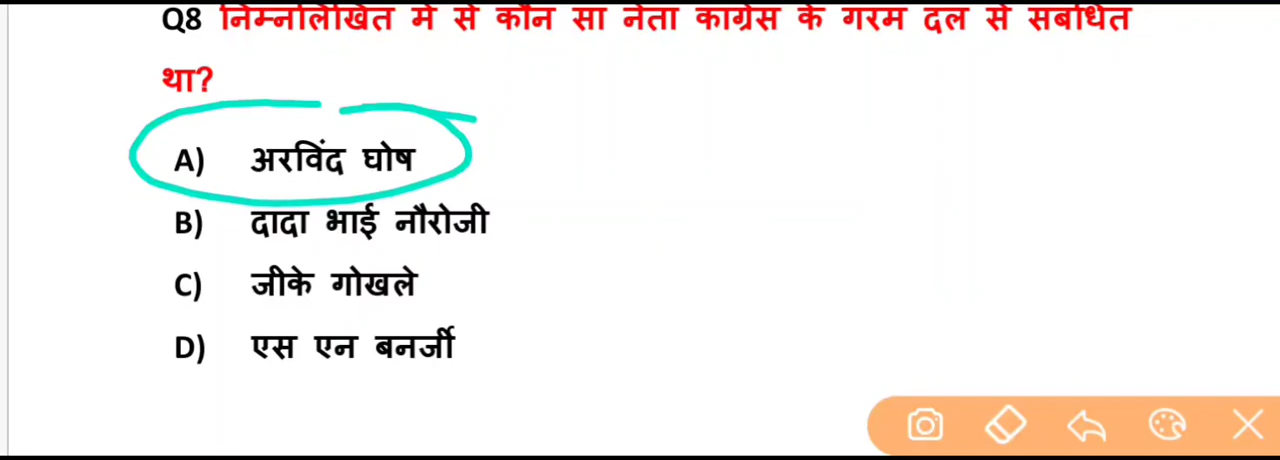 Q8 निम्नलिखित में से कौन सा नेता कांग्रेस के गरम दल से संबंधित
था?
A) अरविंद घोष
B) दादा भाई नौरोजी
C) जीके गोखले
D) एस एन बनर्जी